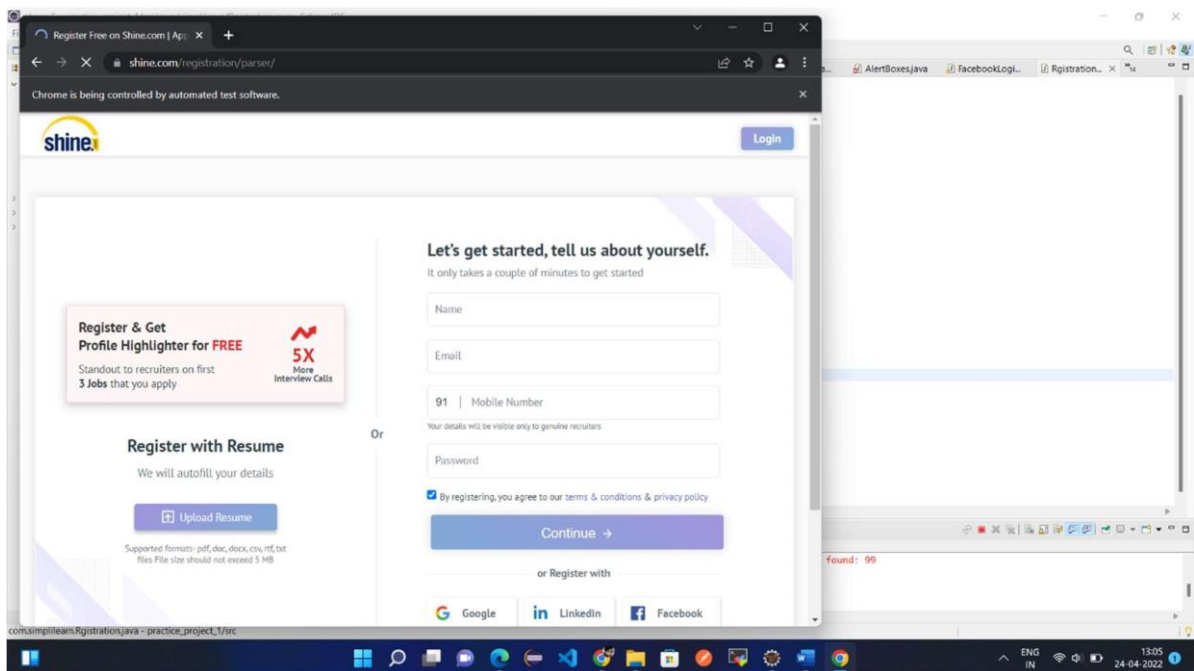 Register Free on Shine.com | App
shine.com/registration/parser/
Chrome is being controlled by automated test software.
AlertBoxes.java
FacebookLogi...
Rgistration...
shine
Login
Let's get started, tell us about yourself.
It only takes a couple of minutes to get started
Name
Email
91 | Mobile Number
Your details will be visible only to genuine recruiters
Password
By registering, you agree to our terms & conditions & privacy policy
Continue →
or Register with
Google
Linkedin
Facebook
Register & Get
Profile Highlighter for FREE
Standout to recruiters on first
3 Jobs that you apply
5X
More
Interview Calls
Or
Register with Resume
We will autofill your details
Upload Resume
Supported formats- pdf, doc, docx, csv, rtf, txt
files File size should not exceed 5 MB
found: 99
com.simplilearn.Rgistration.java - practice_project_1/src
ENG
IN
13:05
24-04-2022
1